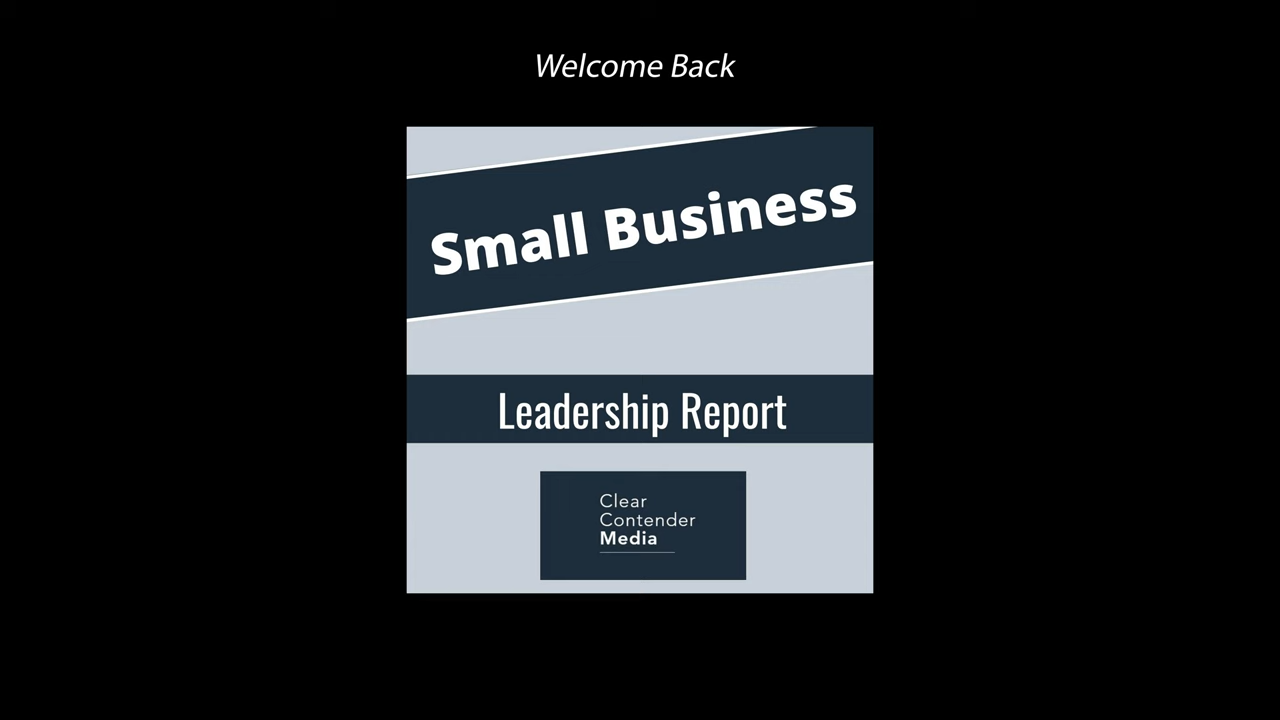 Welcome Back
Small Business
Leadership Report
Clear
Contender
Media